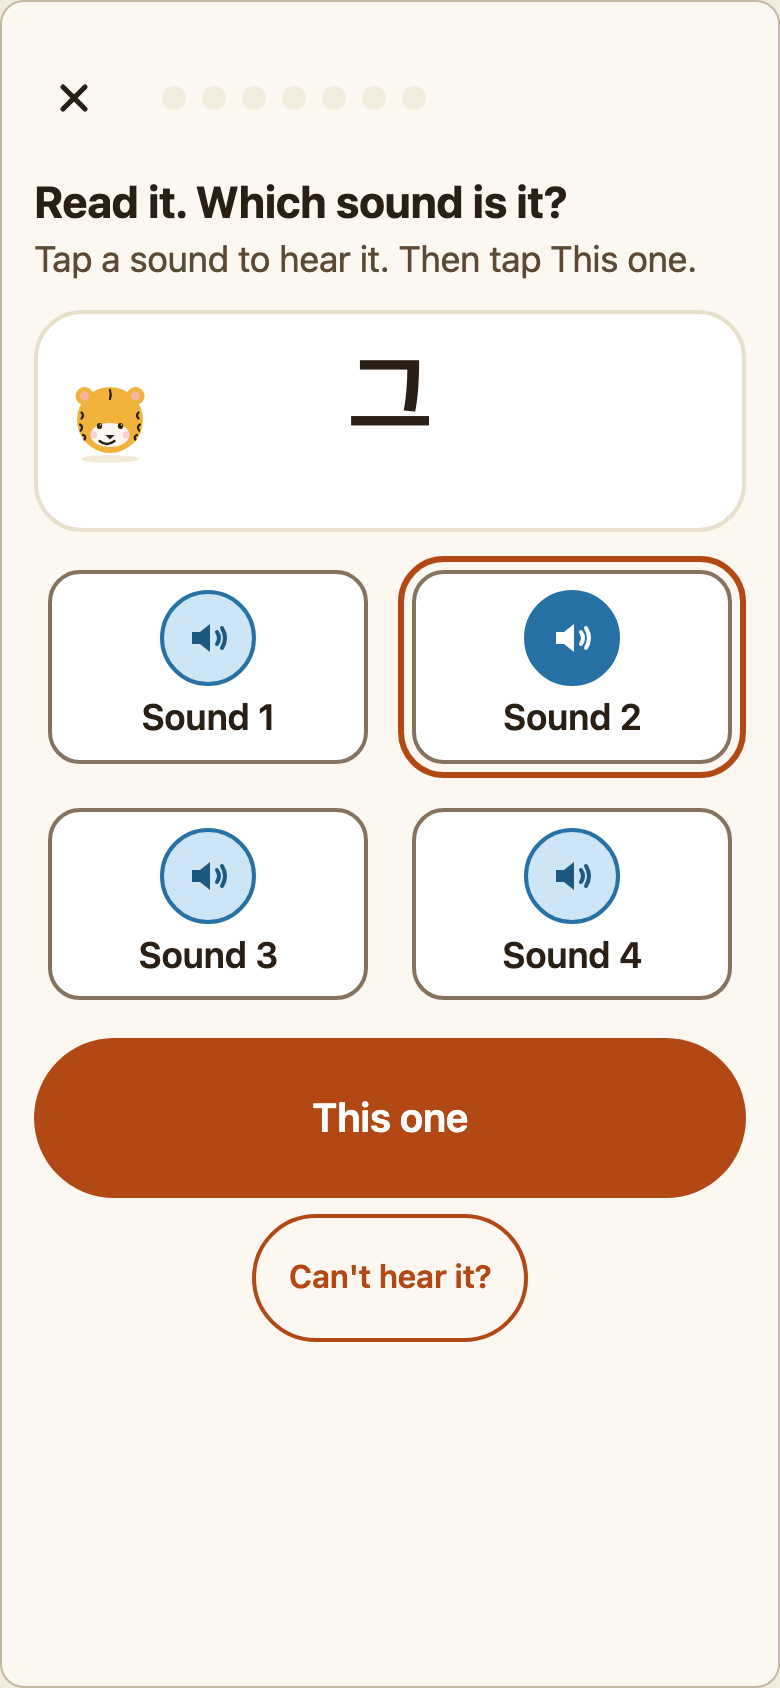 Read it. Which sound is it?
Tap a sound to hear it. Then tap This one.
그
Sound 1
Sound 2
Sound 3
Sound 4
This one
Can't hear it?